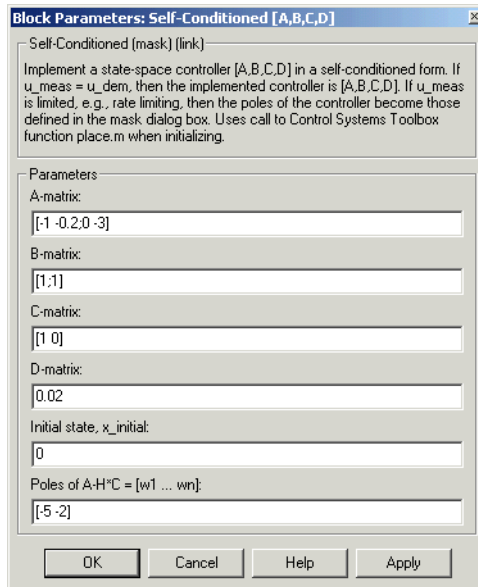 Block Parameters: Self-Conditioned [A,B,C,D]
Self-Conditioned (mask) (link)
Implement a state-space controller [A,B,C,D] in a self-conditioned form. If
u_meas = u_dem, then the implemented controller is [A,B,C,D]. If u_meas
is limited, e.g., rate limiting, then the poles of the controller become those
defined in the mask dialog box. Uses call to Control Systems Toolbox
function place.m when initializing.
Parameters
A-matrix:
[-1 -0.2;0 -3]
B-matrix:
[1;1]
C-matrix:
[1 0]
D-matrix:
0.02
Initial state, x_initial:
0
Poles of A-H*C = [w1 ... wn]:
[-5 -2]
OK Cancel Help Apply